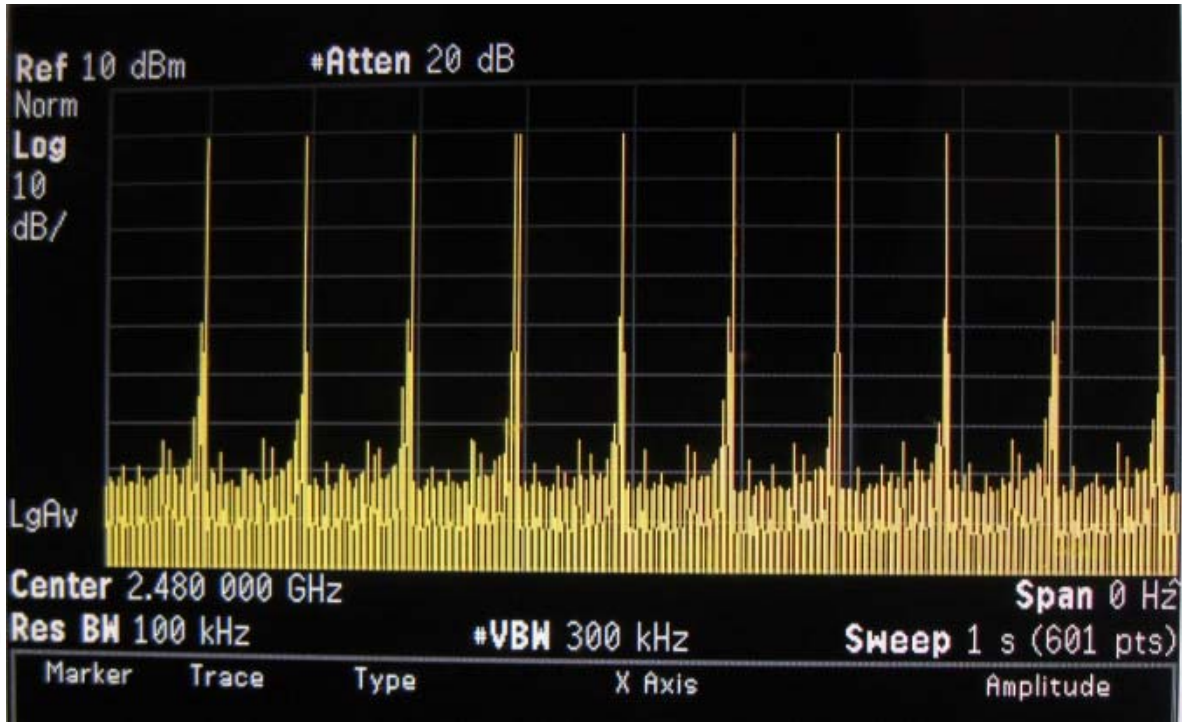 Ref 10 dBm #Atten 20 dB
Norm
Log
10
dB/
LgAv
Center 2.480 000 GHz Span 0 Hz
Res BW 100 kHz #VBW 300 kHz Sweep 1 s (601 pts)
Marker Trace Type X Axis Amplitude